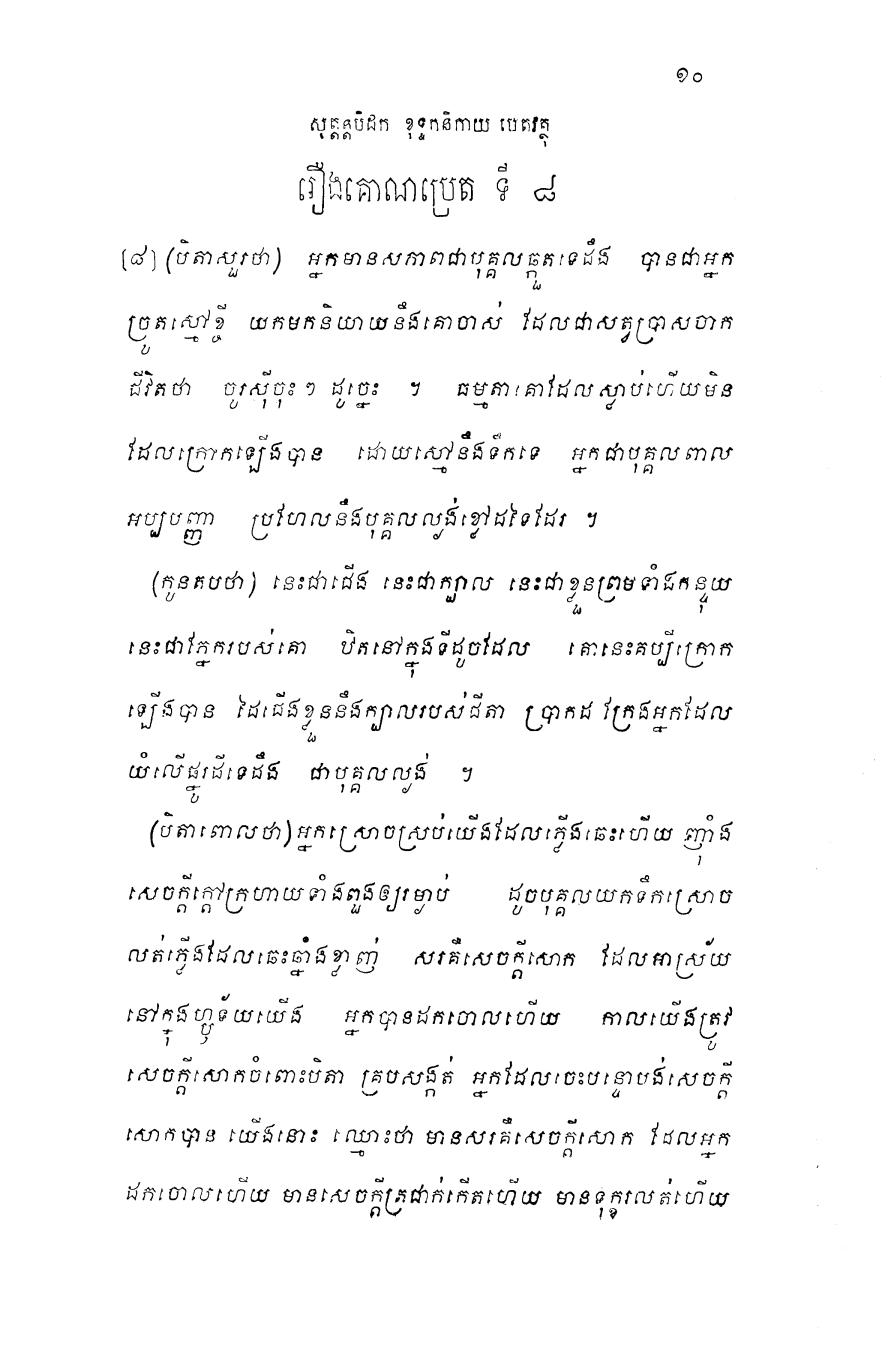 ១០
សុត្តន្តបិដក ខុទ្ទកនិកាយ បេតវត្ថុ
រឿងគោណប្រេត ទី ៨
[៨] (បិតាសួរថា) អ្នកមានសភាពជាបុគ្គលឆ្កួតទេដឹង បានជាអ្នក
ច្រូតស្មៅខ្ចី យកមកនិយាយនឹងគោចាស់ ដែលជាសត្វប្រាសចាក
ជីវិតថា ចូរស៊ីចុះៗ ដូច្នេះ ។ ធម្មតាគោដែលស្លាប់ហើយមិន
ដែលក្រោកឡើងបាន ដោយស្មៅនឹងទឹកទេ អ្នកជាបុគ្គលពាល
អប្បបញ្ញា ប្រហែលនឹងបុគ្គលល្ងង់ខ្លៅដទៃដែរ ។
(កូនតបថា) នេះជាជើង នេះជាក្បាល នេះជាខ្លួនព្រមទាំងកន្ទុយ
នេះជាភ្នែករបស់គោ ឋិតនៅក្នុងទីដូចដែល គោនេះគប្បីក្រោក
ឡើងបាន ដៃជើងខ្លួននឹងក្បាលរបស់ជីតា ប្រាកដ ក្រែងអ្នកដែល
យំលើផ្នូរដីទេដឹង ជាបុគ្គលល្ងង់ ។
(បិតាពោលថា) អ្នកស្រោចស្រប់យើងដែលភ្លើងឆេះហើយ ញ៉ាំង
សេចក្តីក្តៅក្រហាយទាំងពួងឲ្យរម្ងាប់ ដូចបុគ្គលយកទឹកស្រោច
លត់ភ្លើងដែលឆេះឆ្នាំងខ្លាញ់ សរគឺសេចក្តីសោក ដែលអាស្រ័យ
នៅក្នុងហ្ឫទ័យយើង អ្នកបានដកចោលហើយ កាលយើងត្រូវ
សេចក្តីសោកចំពោះបិតា គ្របសង្កត់ អ្នកដែលចេះបន្ទោបង់សេចក្តី
សោកបាន យើងនោះ ឈ្មោះថា មានសរគឺសេចក្តីសោក ដែលអ្នក
ដកចោលហើយ មានសេចក្តីត្រជាក់កើតហើយ មានទុក្ខរលត់ហើយ